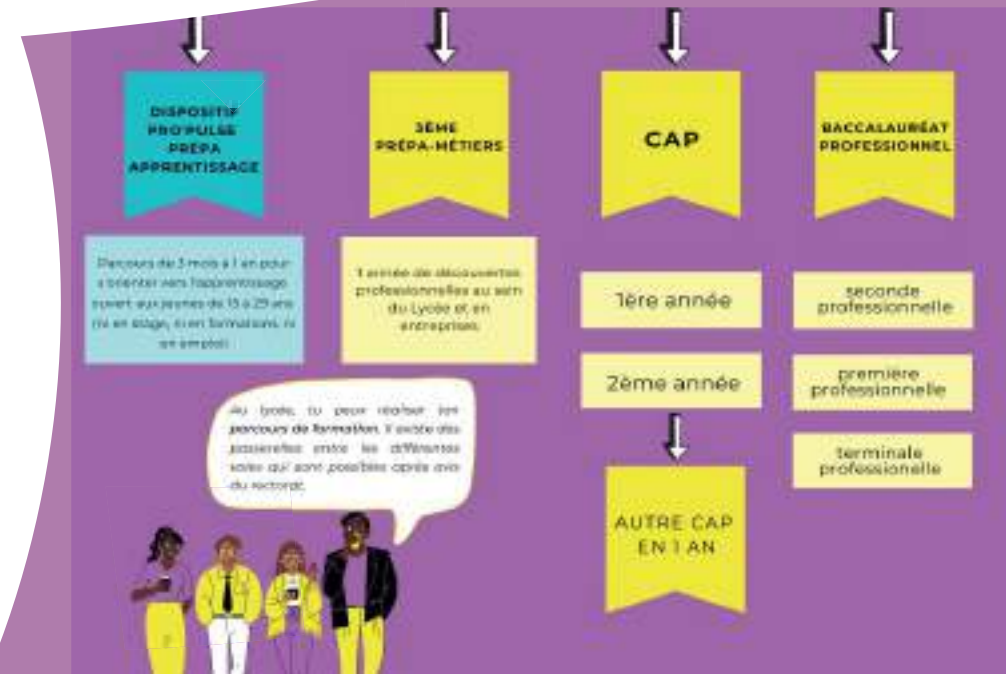 DISPOSITIF
PRO'PULSE
PRÉPA
APPRENTISSAGE
Parcours de 3 mois à 1 an pour
s'orienter vers l'apprentissage
ouvert aux jeunes de 15 à 29 ans
(ni en stage, ni en formations, ni
en emploi)
3ÈME
PRÉPA-MÉTIERS
1 année de découvertes
professionnelles au sein
du Lycée et en
entreprises.
CAP
1ère année
2ème année
AUTRE CAP
EN 1 AN
BACCALAURÉAT
PROFESSIONNEL
seconde
professionnelle
première
professionnelle
terminale
professionelle
Au lycée, tu peux réaliser ton
parcours de formation. Il existe des
passerelles entre les différentes
voies qui sont possibles après avis
du rectorat.